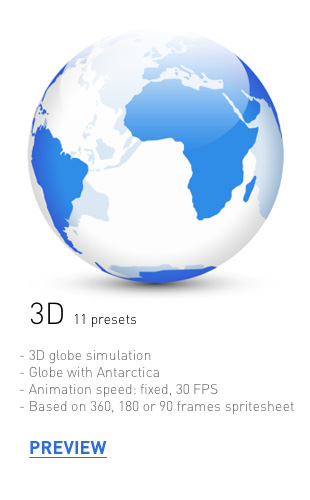 3D 11 presets
- 3D globe simulation
- Globe with Antarctica
- Animation speed: fixed, 30 FPS
- Based on 360, 180 or 90 frames spritesheet
PREVIEW